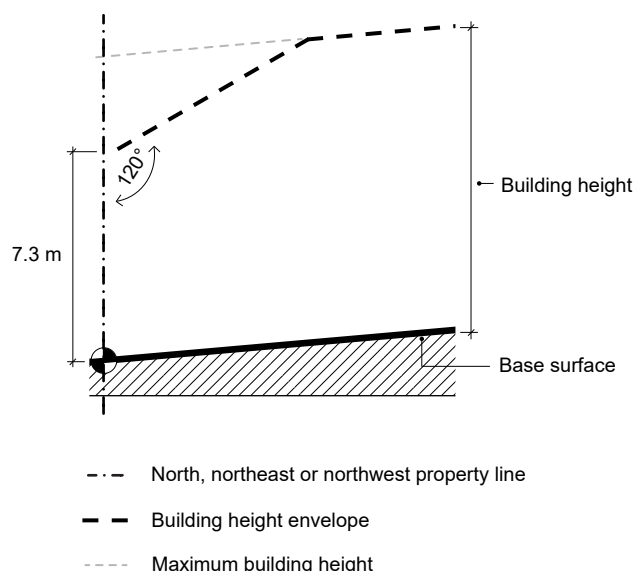 120°
Building height
7.3 m
Base surface
North, northeast or northwest property line
Building height envelope
Maximum building height